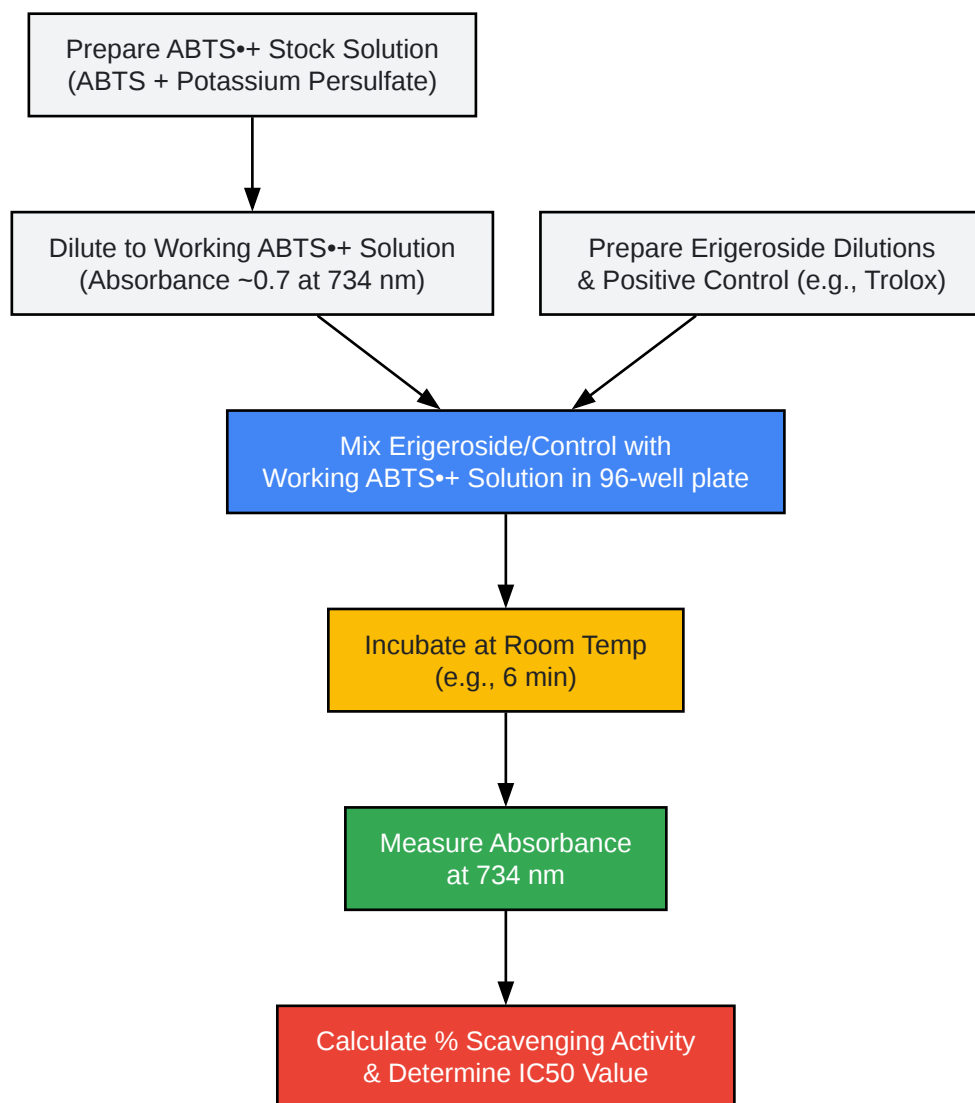 Prepare ABTS•+ Stock Solution
(ABTS + Potassium Persulfate)
Dilute to Working ABTS•+ Solution
(Absorbance ~0.7 at 734 nm)
Prepare Erigeroside Dilutions
& Positive Control (e.g., Trolox)
Mix Erigeroside/Control with
Working ABTS•+ Solution in 96-well plate
Incubate at Room Temp
(e.g., 6 min)
Measure Absorbance
at 734 nm
Calculate % Scavenging Activity
& Determine IC50 Value